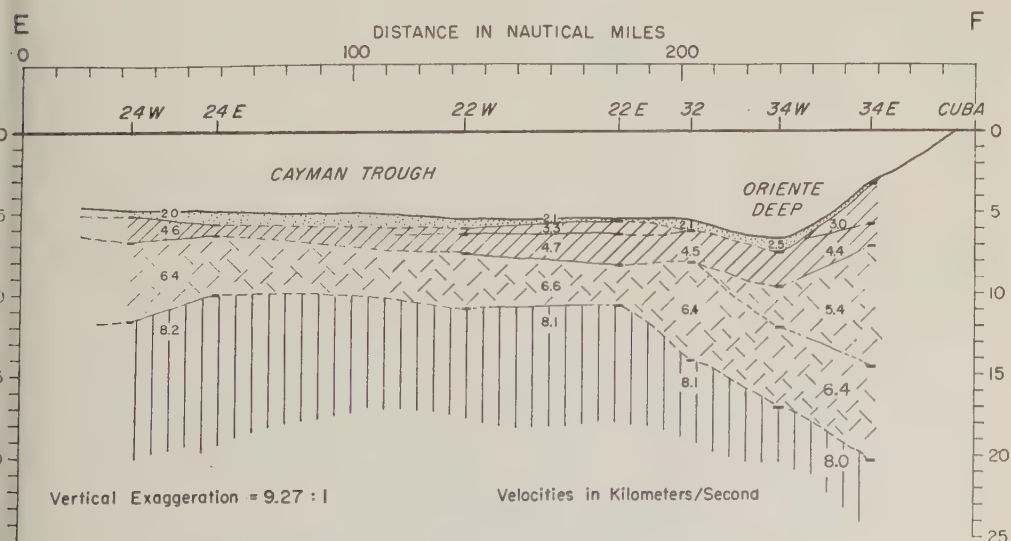 E
F
DISTANCE IN NAUTICAL MILES
0 100 200
24W 24E 22W 22E 32 34W 34E CUBA
0
0
CAYMAN TROUGH
ORIENTE
DEEP
5
5
2.0 2.1 2.1 2.5 3.0
4.6 3.3 4.7 4.5 4.4
6.4 6.6 6.4 5.4
0
10
8.2 8.1 8.1 6.4
5
15
8.0
0
20
Vertical Exaggeration = 9.27 : 1
Velocities in Kilometers/Second
25